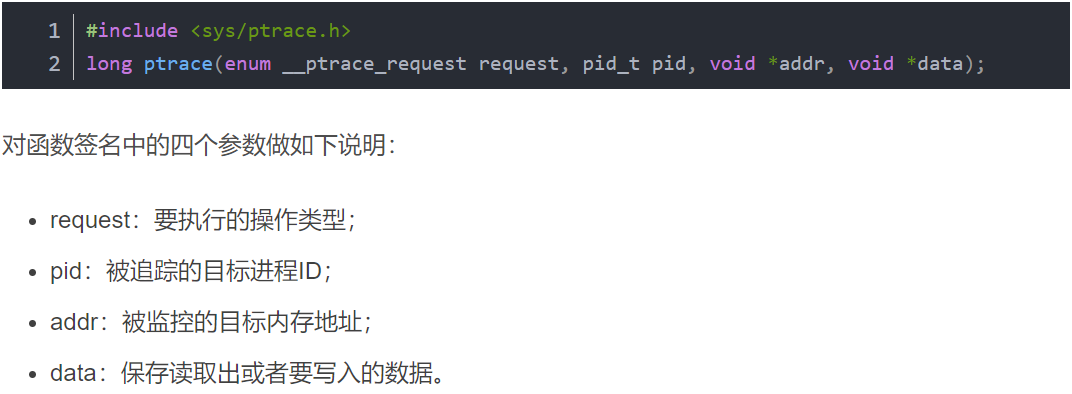 1 #include <sys/ptrace.h>
2 long ptrace(enum __ptrace_request request, pid_t pid, void *addr, void *data);
对函数签名中的四个参数做如下说明：
• request：要执行的操作类型；
• pid：被追踪的目标进程ID；
• addr：被监控的目标内存地址；
• data：保存读取出或者要写入的数据。